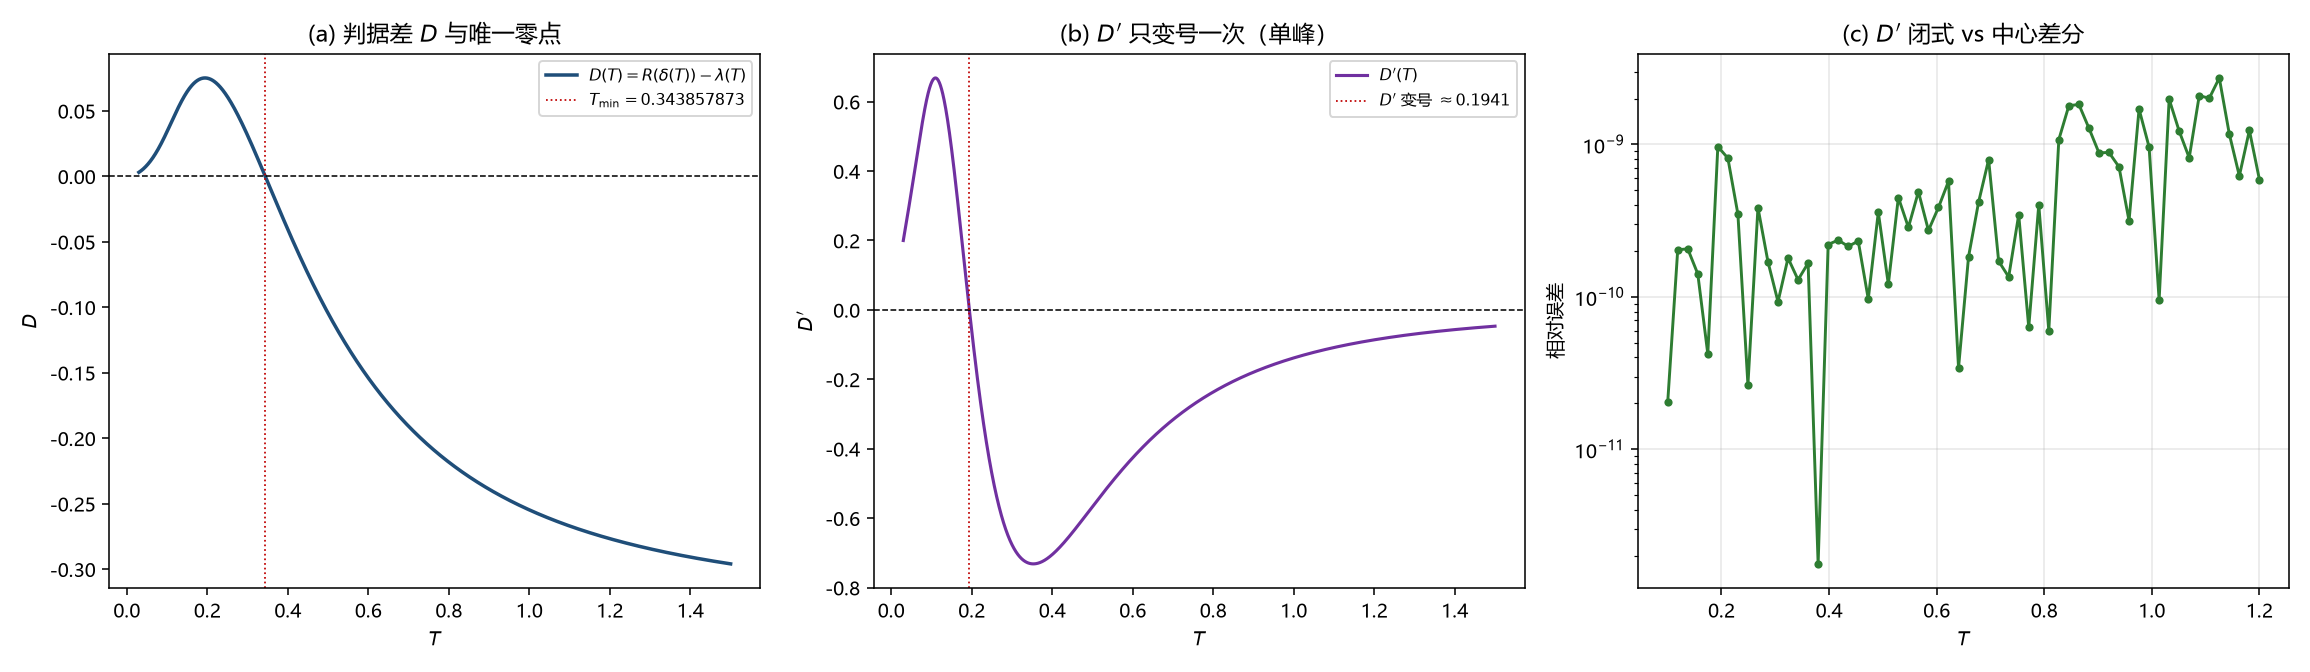 (a) 判据差 D 与唯一零点
D(T) = R(δ(T)) − λ(T)
T_min = 0.343857873
0.05
0.00
-0.05
-0.10
-0.15
-0.20
-0.25
-0.30
D
0.0 0.2 0.4 0.6 0.8 1.0 1.2 1.4
T
(b) D′ 只变号一次（单峰）
D′(T)
D′ 变号 ≈0.1941
0.6
0.4
0.2
0.0
-0.2
-0.4
-0.6
-0.8
D′
0.0 0.2 0.4 0.6 0.8 1.0 1.2 1.4
T
(c) D′ 闭式 vs 中心差分
10⁻⁹
10⁻¹⁰
10⁻¹¹
相对误差
0.2 0.4 0.6 0.8 1.0 1.2
T